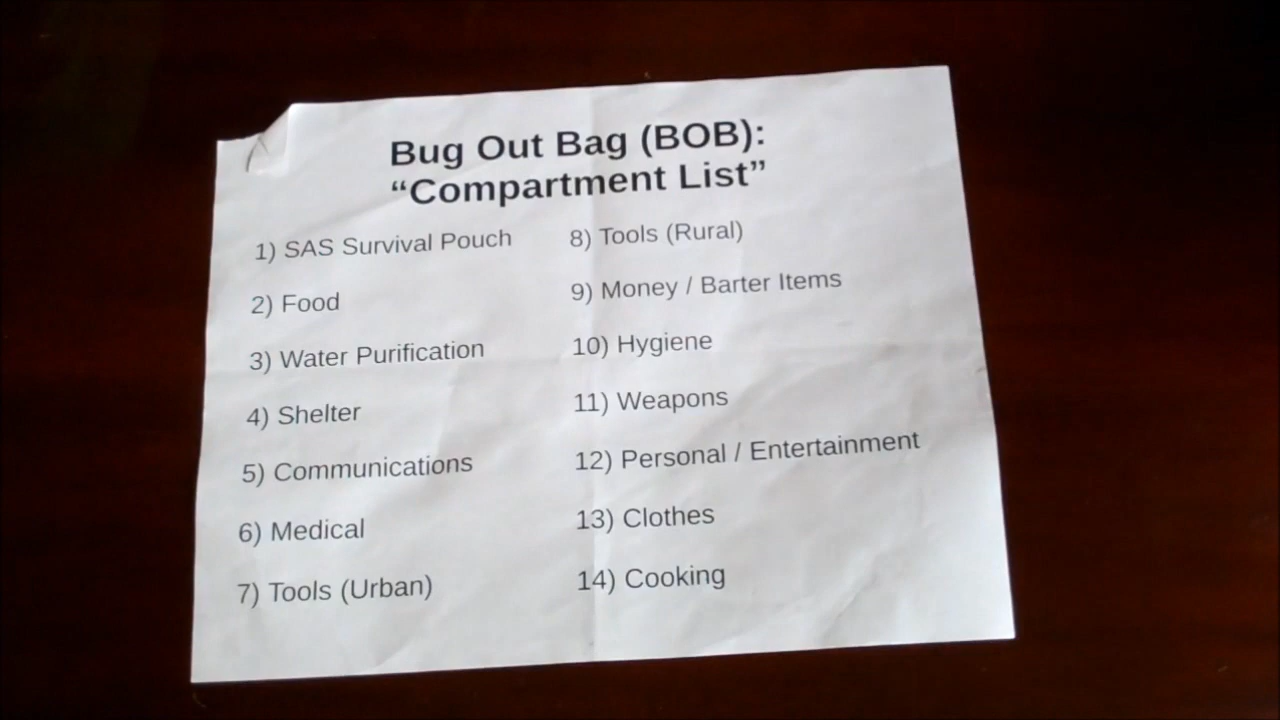 Bug Out Bag (BOB):
“Compartment List”
1) SAS Survival Pouch
2) Food
3) Water Purification
4) Shelter
5) Communications
6) Medical
7) Tools (Urban)
8) Tools (Rural)
9) Money / Barter Items
10) Hygiene
11) Weapons
12) Personal / Entertainment
13) Clothes
14) Cooking